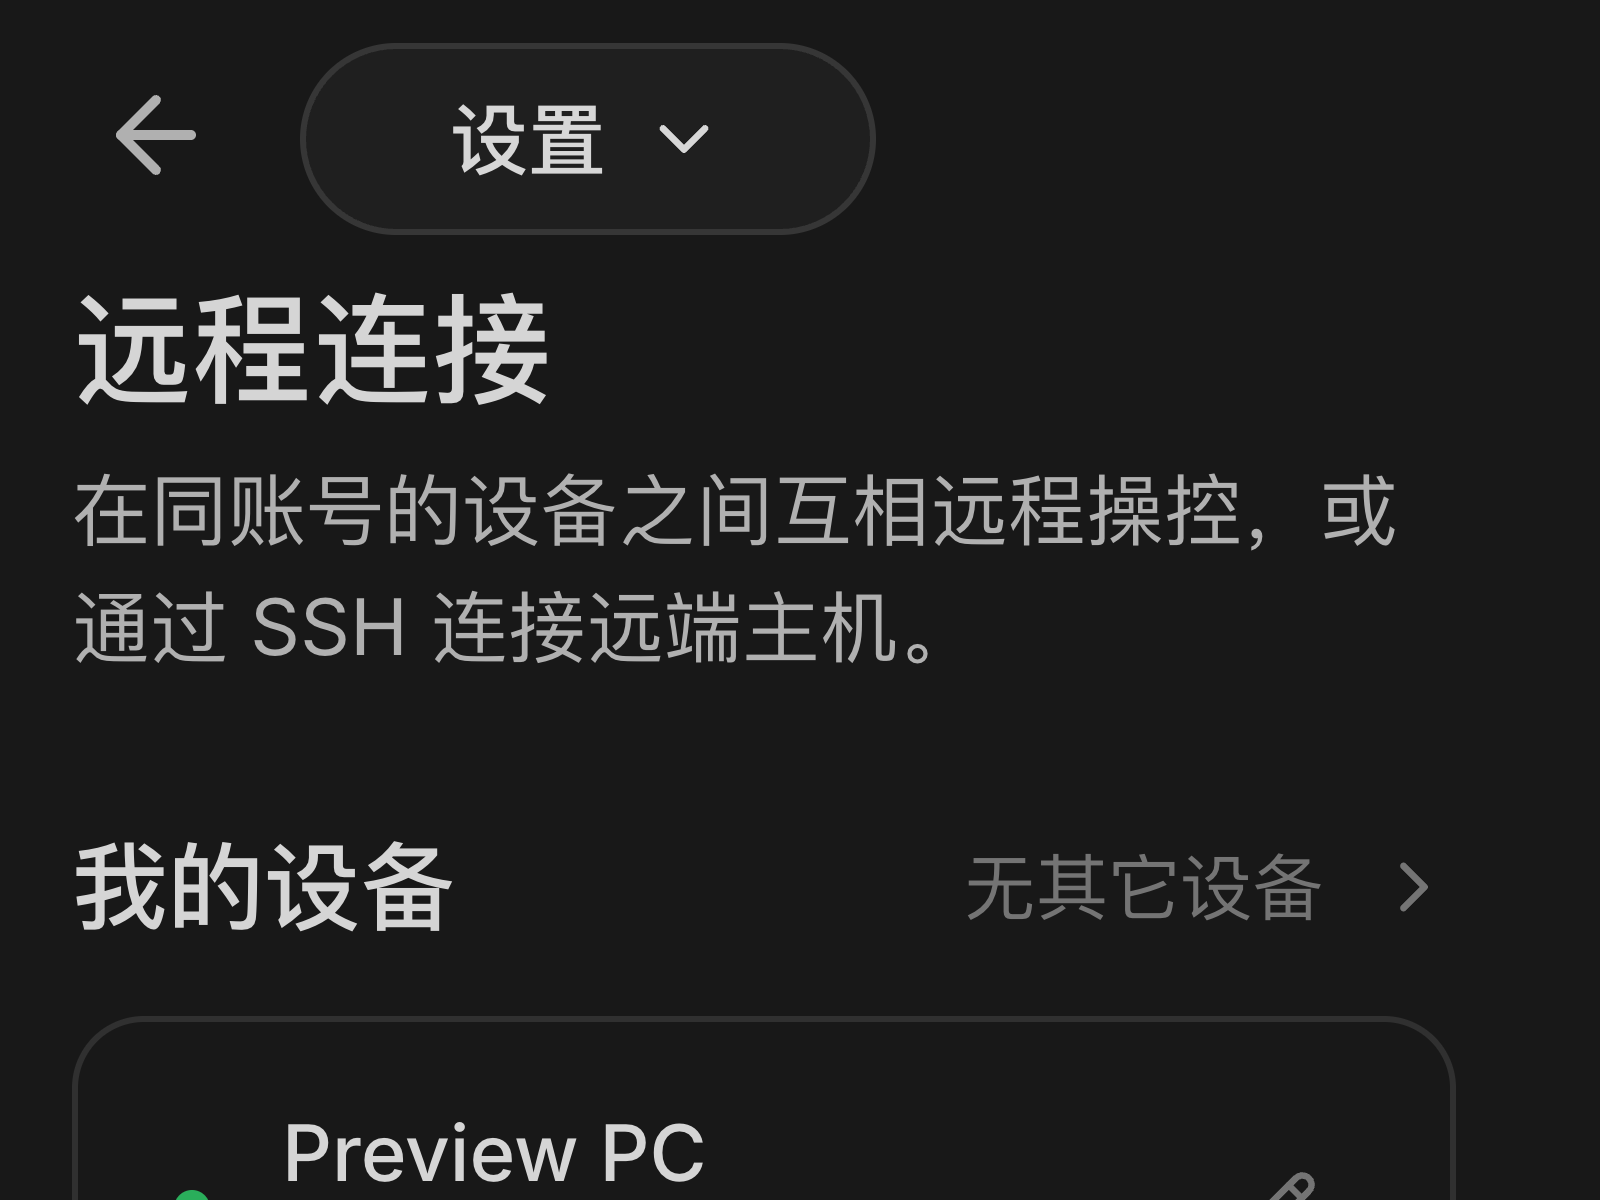 设置
远程连接
在同账号的设备之间互相远程操控，或
通过 SSH 连接远端主机。
我的设备
无其它设备
Preview PC